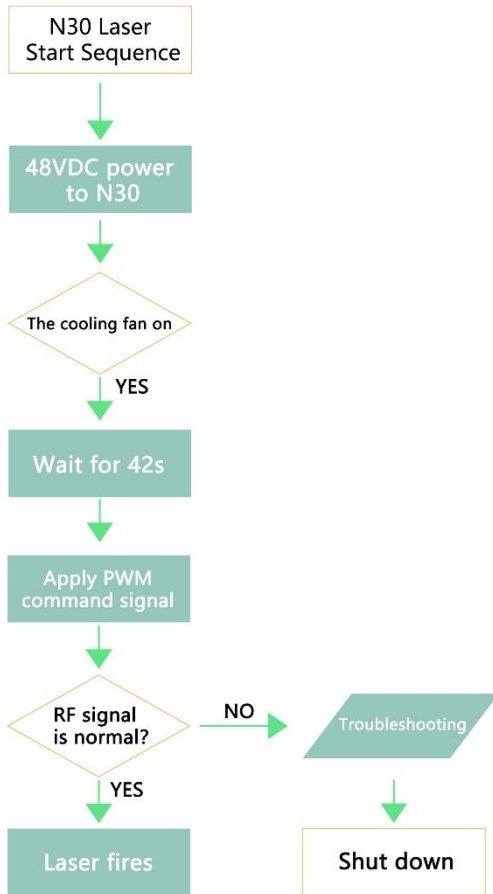 N30 Laser
Start Sequence
48VDC power
to N30
The cooling fan on
YES
Wait for 42s
Apply PWM
command signal
RF signal
is normal?
NO
Troubleshooting
YES
Laser fires
Shut down